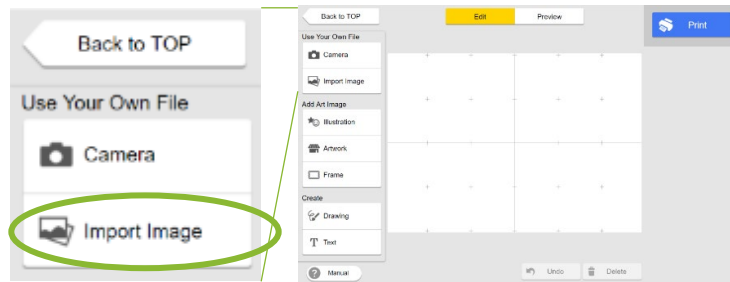 Back to TOP
Use Your Own File
Camera
Import Image
Back to TOP
Edit
Preview
Print
Use Your Own File
Camera
Import Image
Add Art Image
Illustration
Artwork
Frame
Create
Drawing
T Text
? Manual
Undo
Delete